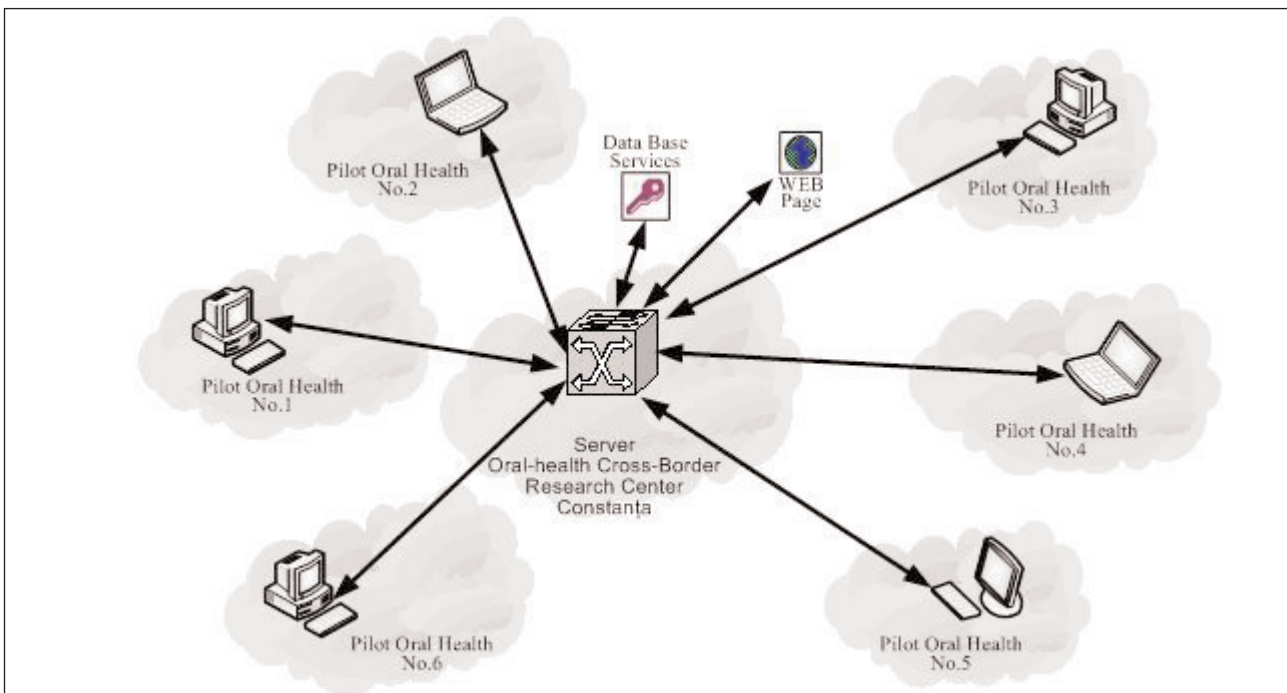 Pilot Oral Health
No.2
Data Base
Services
WEB
Page
Pilot Oral Health
No.3
Pilot Oral Health
No.1
Pilot Oral Health
No.4
Server
Oral-health Cross-Border
Research Center
Constanța
Pilot Oral Health
No.6
Pilot Oral Health
No.5